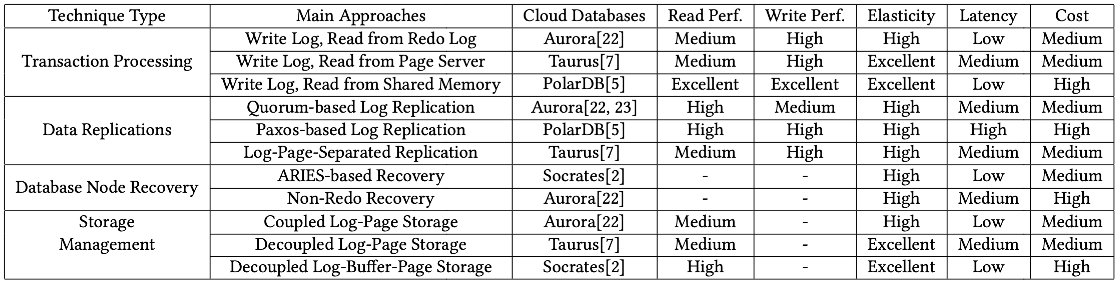 Technique Type Main Approaches Cloud Databases Read Perf. Write Perf. Elasticity Latency Cost
Transaction Processing Write Log, Read from Redo Log Aurora[22] Medium High High Low Medium
Write Log, Read from Page Server Taurus[7] Medium High Excellent Medium Medium
Write Log, Read from Shared Memory PolarDB[5] Excellent Excellent Excellent Low High
Data Replications Quorum-based Log Replication Aurora[22, 23] High Medium High Medium Medium
Paxos-based Log Replication PolarDB[5] High High High High High
Log-Page-Separated Replication Taurus[7] Medium High High Medium Medium
Database Node Recovery ARIES-based Recovery Socrates[2] - - High Low Medium
Non-Redo Recovery Aurora[22] - - High Medium High
Storage Management Coupled Log-Page Storage Aurora[22] Medium - High Low Medium
Decoupled Log-Page Storage Taurus[7] Medium - Excellent Medium Medium
Decoupled Log-Buffer-Page Storage Socrates[2] High - Excellent Low High